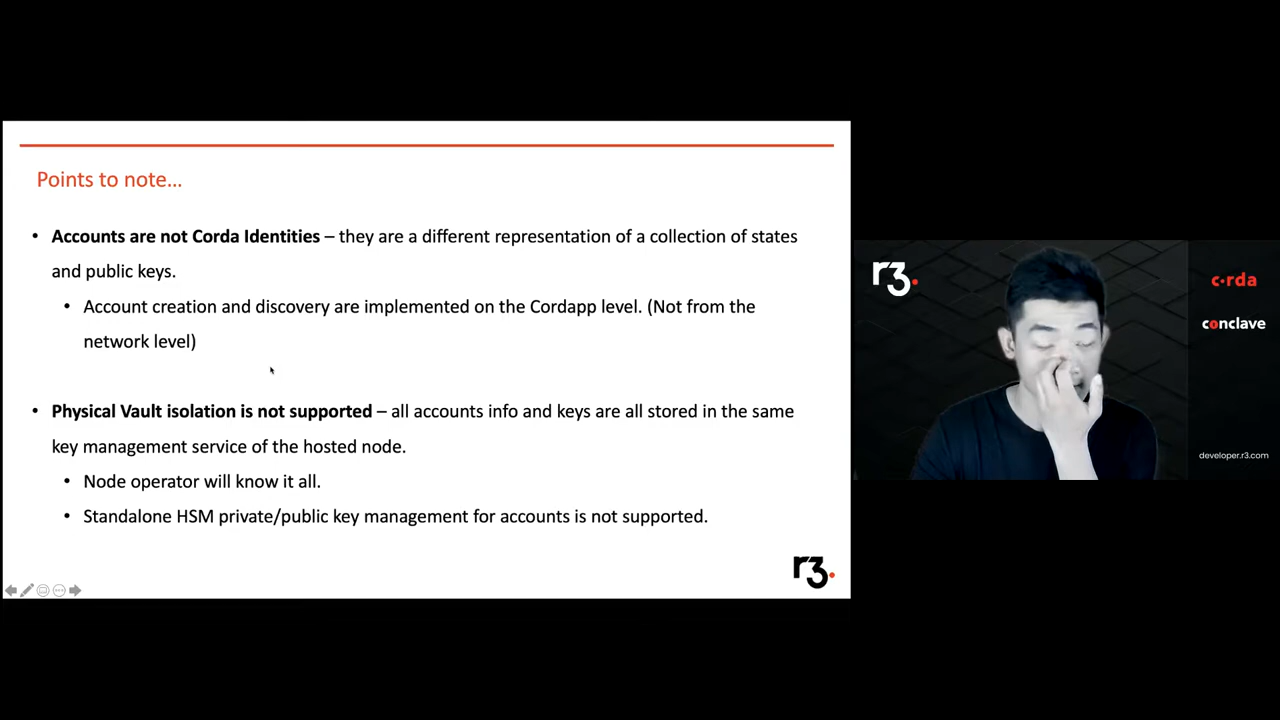 Points to note...
• Accounts are not Corda Identities – they are a different representation of a collection of states
and public keys.
• Account creation and discovery are implemented on the Cordapp level. (Not from the
network level)
• Physical Vault isolation is not supported – all accounts info and keys are all stored in the same
key management service of the hosted node.
• Node operator will know it all.
• Standalone HSM private/public key management for accounts is not supported.
r3.
r3.
c·rda
conclave
developer.r3.com